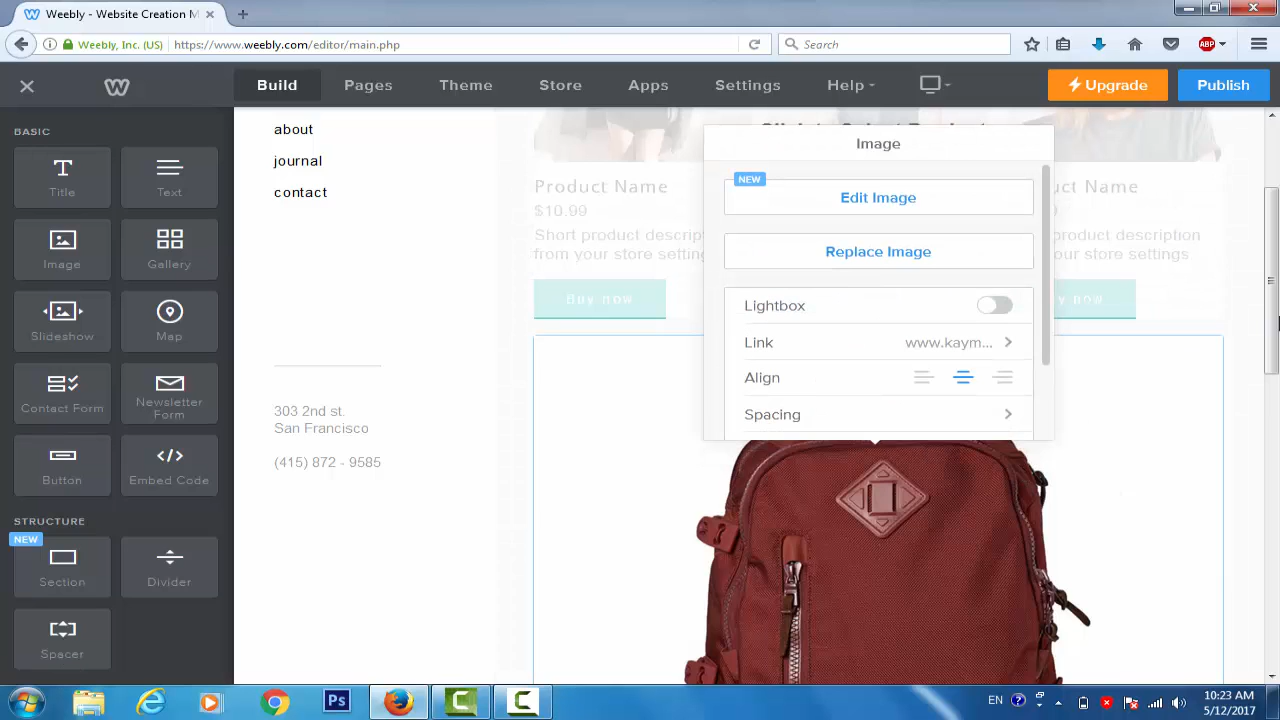 Weebly - Website Creation M
Weebly, Inc. (US)
https://www.weebly.com/editor/main.php
Search
ABP
Build
Pages
Theme
Store
Apps
Settings
Help
Upgrade
Publish
BASIC
Title
Text
Image
Gallery
Slideshow
Map
Contact Form
Newsletter
Form
Button
Embed Code
STRUCTURE
NEW
Section
Divider
Spacer
about
journal
contact
303 2nd st.
San Francisco
(415) 872 - 9585
Product Name
$10.99
Short product descrip
from your store setting
Buy now
Image
NEW
Edit Image
Replace Image
Lightbox
Link
www.kaym...
Align
Spacing
uct Name
product description
our store settings
y now
Ps
EN
10:23 AM
5/12/2017